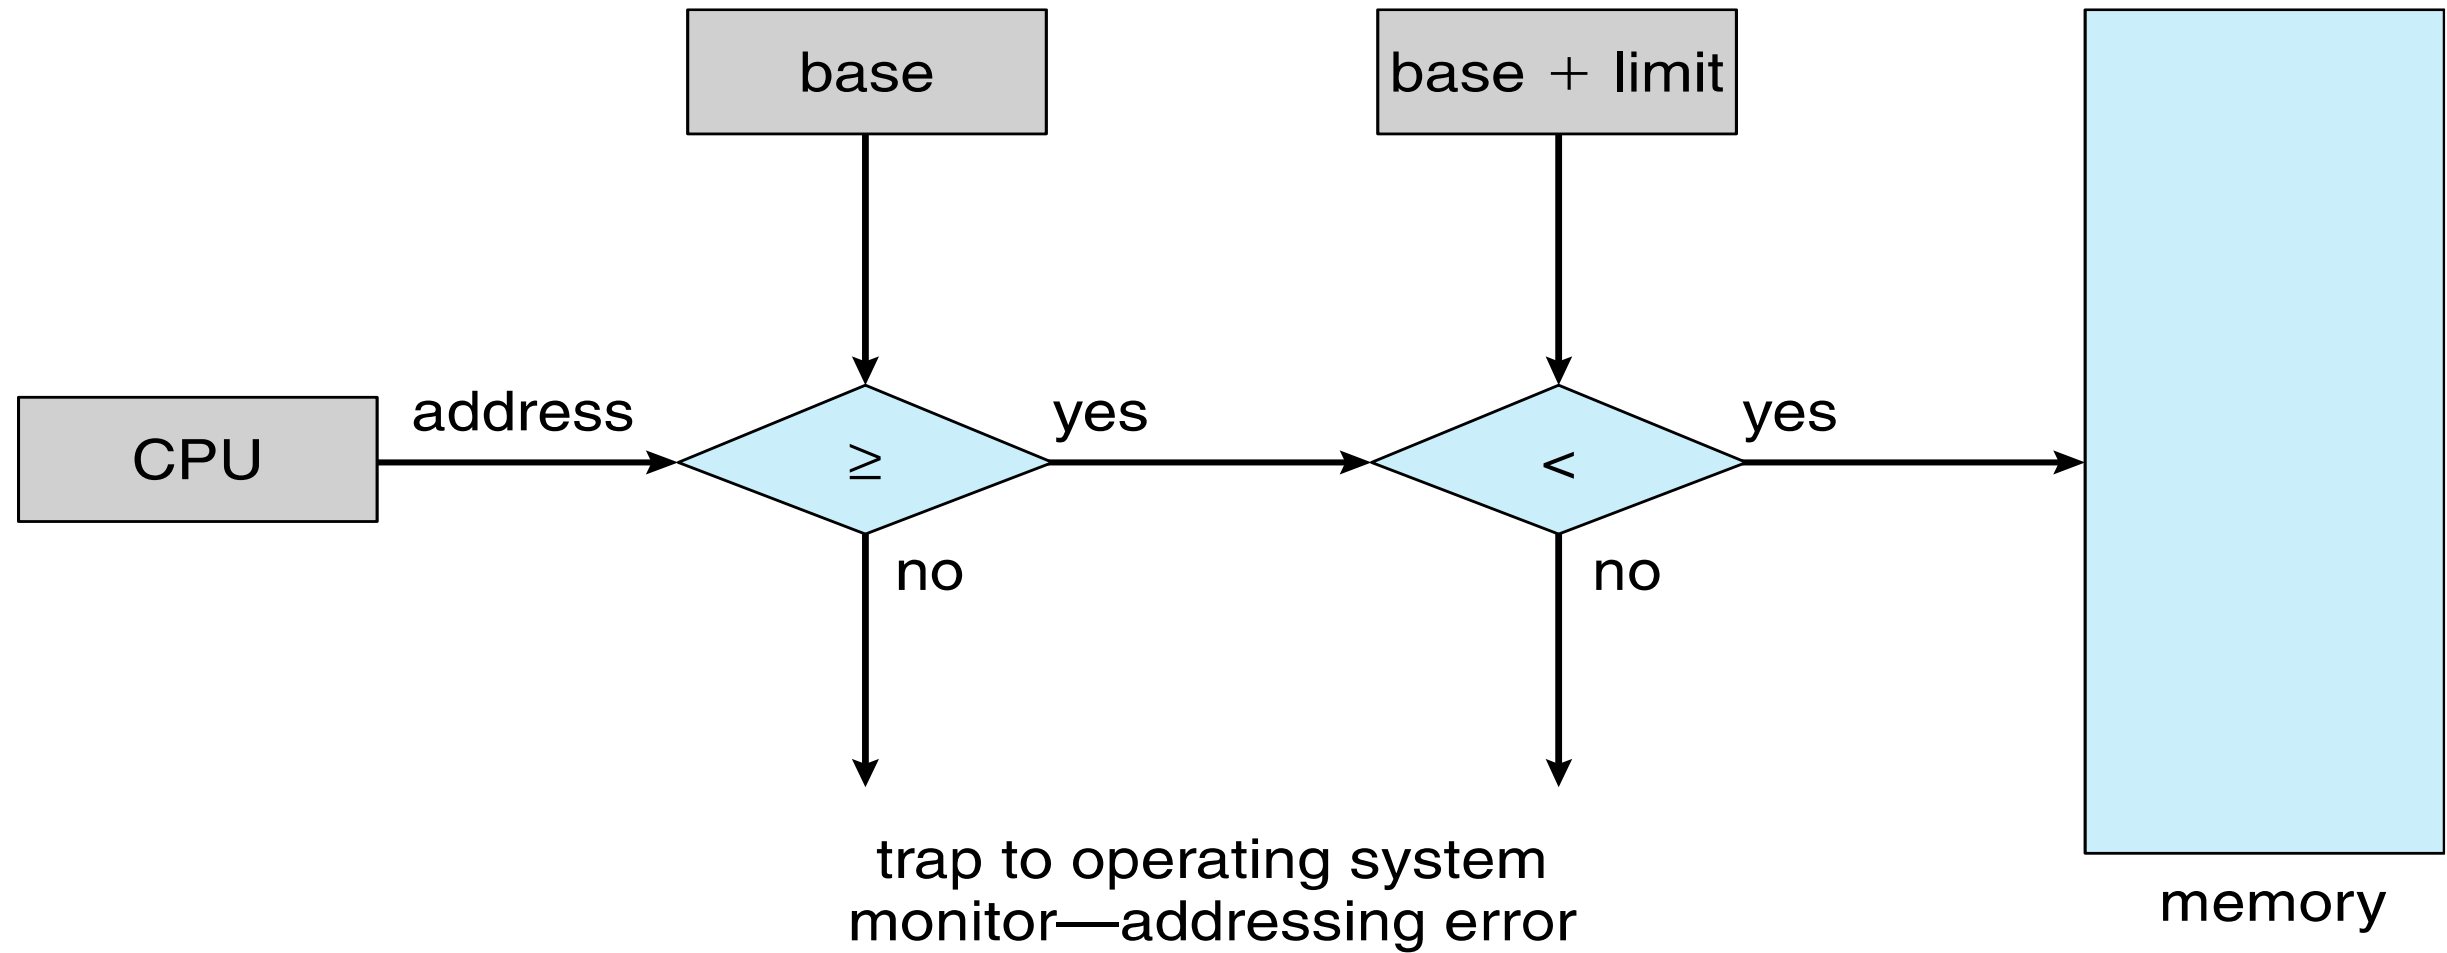 base
base + limit
CPU
address
≥
yes
<
yes
no
no
trap to operating system
monitor—addressing error
memory